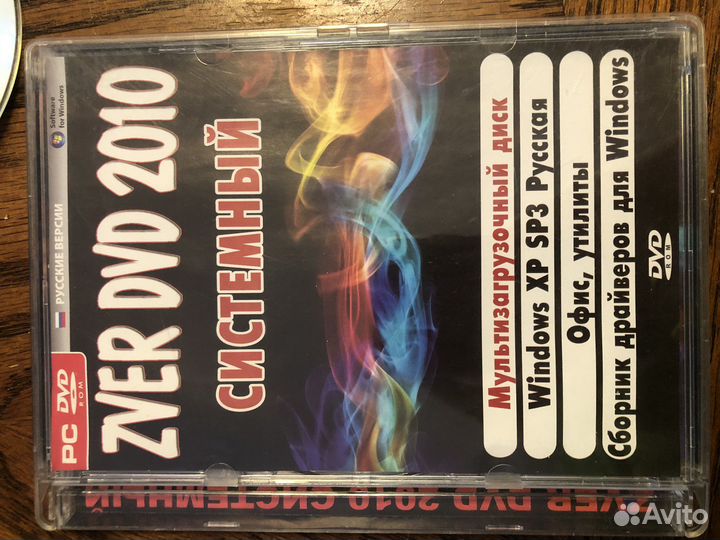 PC DVD ROM
РУССКИЕ ВЕРСИИ
Software
for Windows
ZVER DVD 2010
СИСТЕМНЫЙ
Мультизагрузочный диск
Windows XP SP3 Русская
Офис, утилиты
Сборник драйверов для Windows
DVD
ROM
ZVER DVD 2010 СИСТЕМНЫЙ
Avito